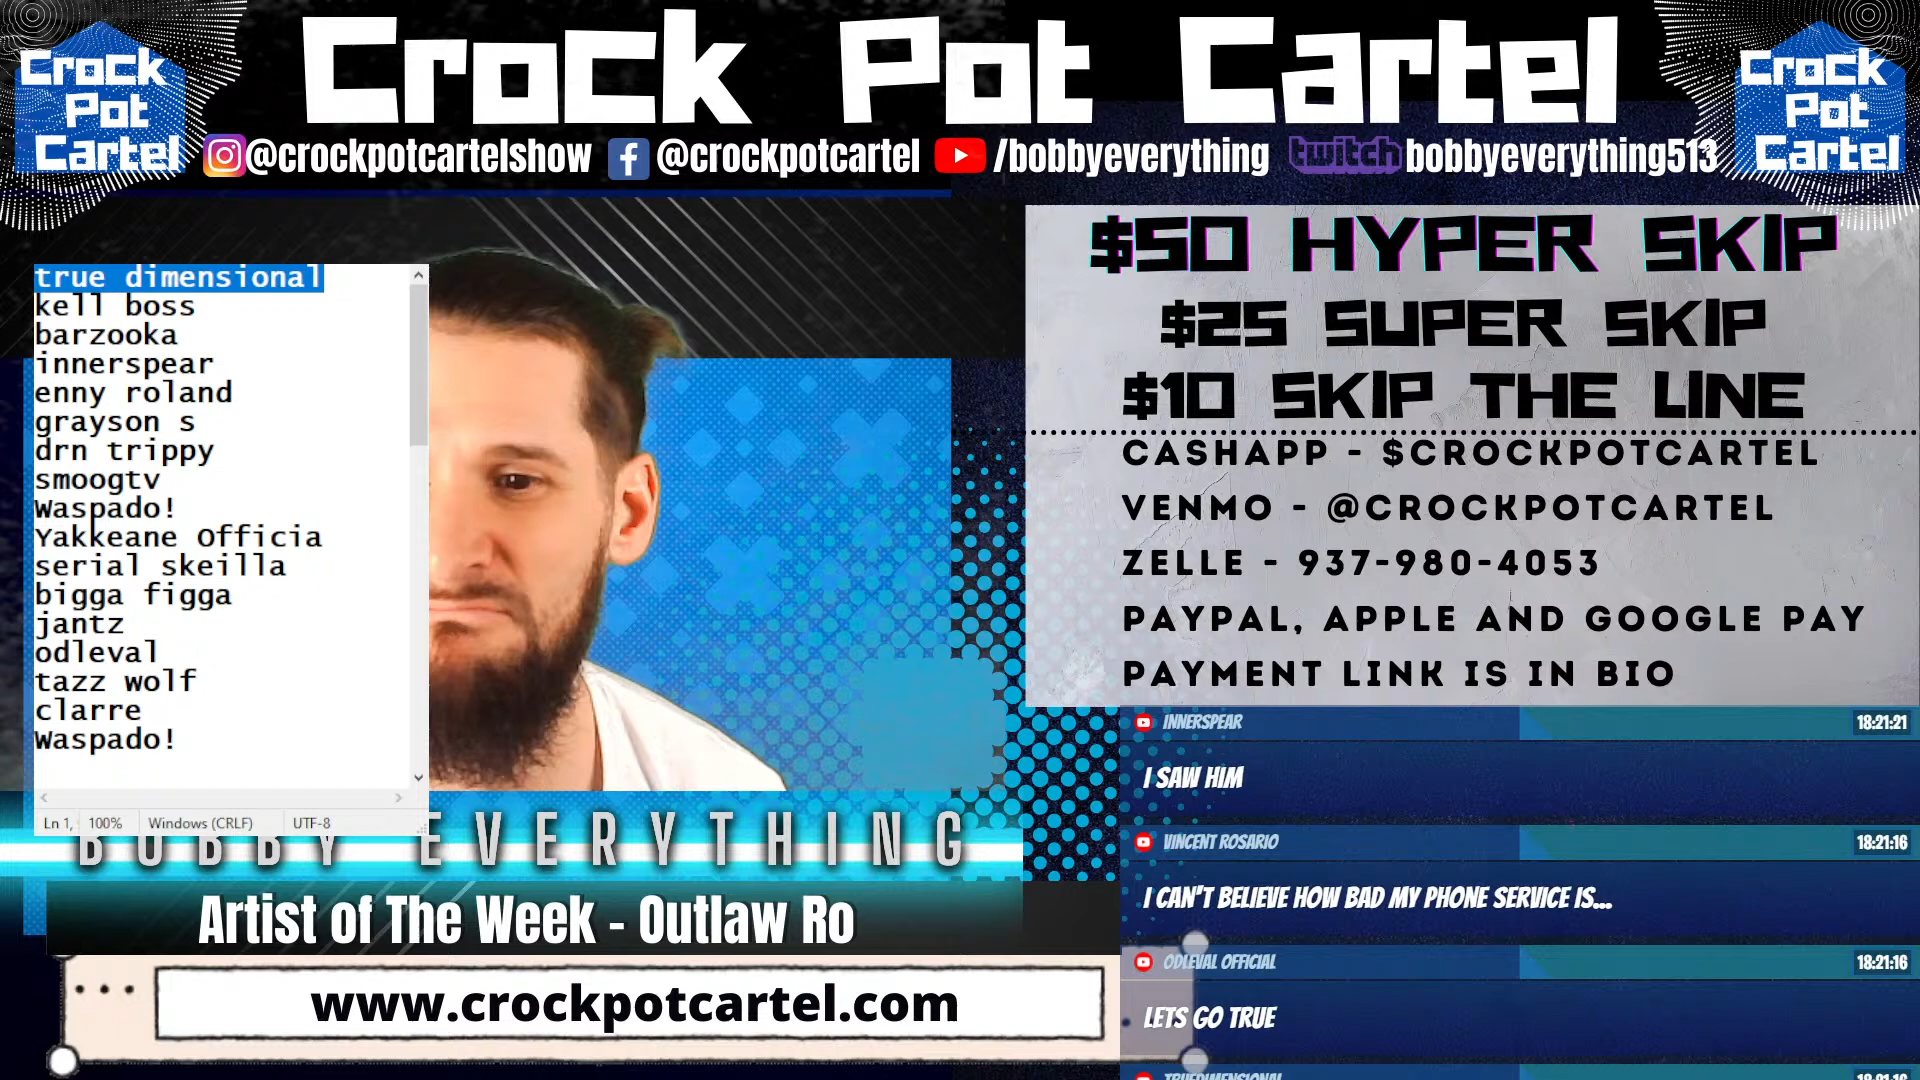 Crock Pot Cartel
Crock
Pot
Cartel
Crock
Pot
Cartel
@crockpotcartelshow @crockpotcartel /bobbyeverything twitch bobbyeverything513
true dimensional
kell boss
barzooka
innerspear
enny roland
grayson s
drn trippy
smoogtv
Waspado!
Yakkeane Officia
serial skeilla
bigga figga
jantz
odleval
tazz wolf
clarre
Waspado!
Ln 1, 100% Windows (CRLF) UTF-8
BOBBY EVERYTHING
Artist of The Week - Outlaw Ro
www.crockpotcartel.com
$50 HYPER SKIP
$25 SUPER SKIP
$10 SKIP THE LINE
CASHAPP - $CROCKPOTCARTEL
VENMO - @CROCKPOTCARTEL
ZELLE - 937-980-4053
PAYPAL, APPLE AND GOOGLE PAY
PAYMENT LINK IS IN BIO
INNERSPEAR 18:21:21
I SAW HIM
VINCENT ROSARIO 18:21:16
I CAN'T BELIEVE HOW BAD MY PHONE SERVICE IS...
ODLEVAL OFFICIAL 18:21:16
LETS GO TRUE